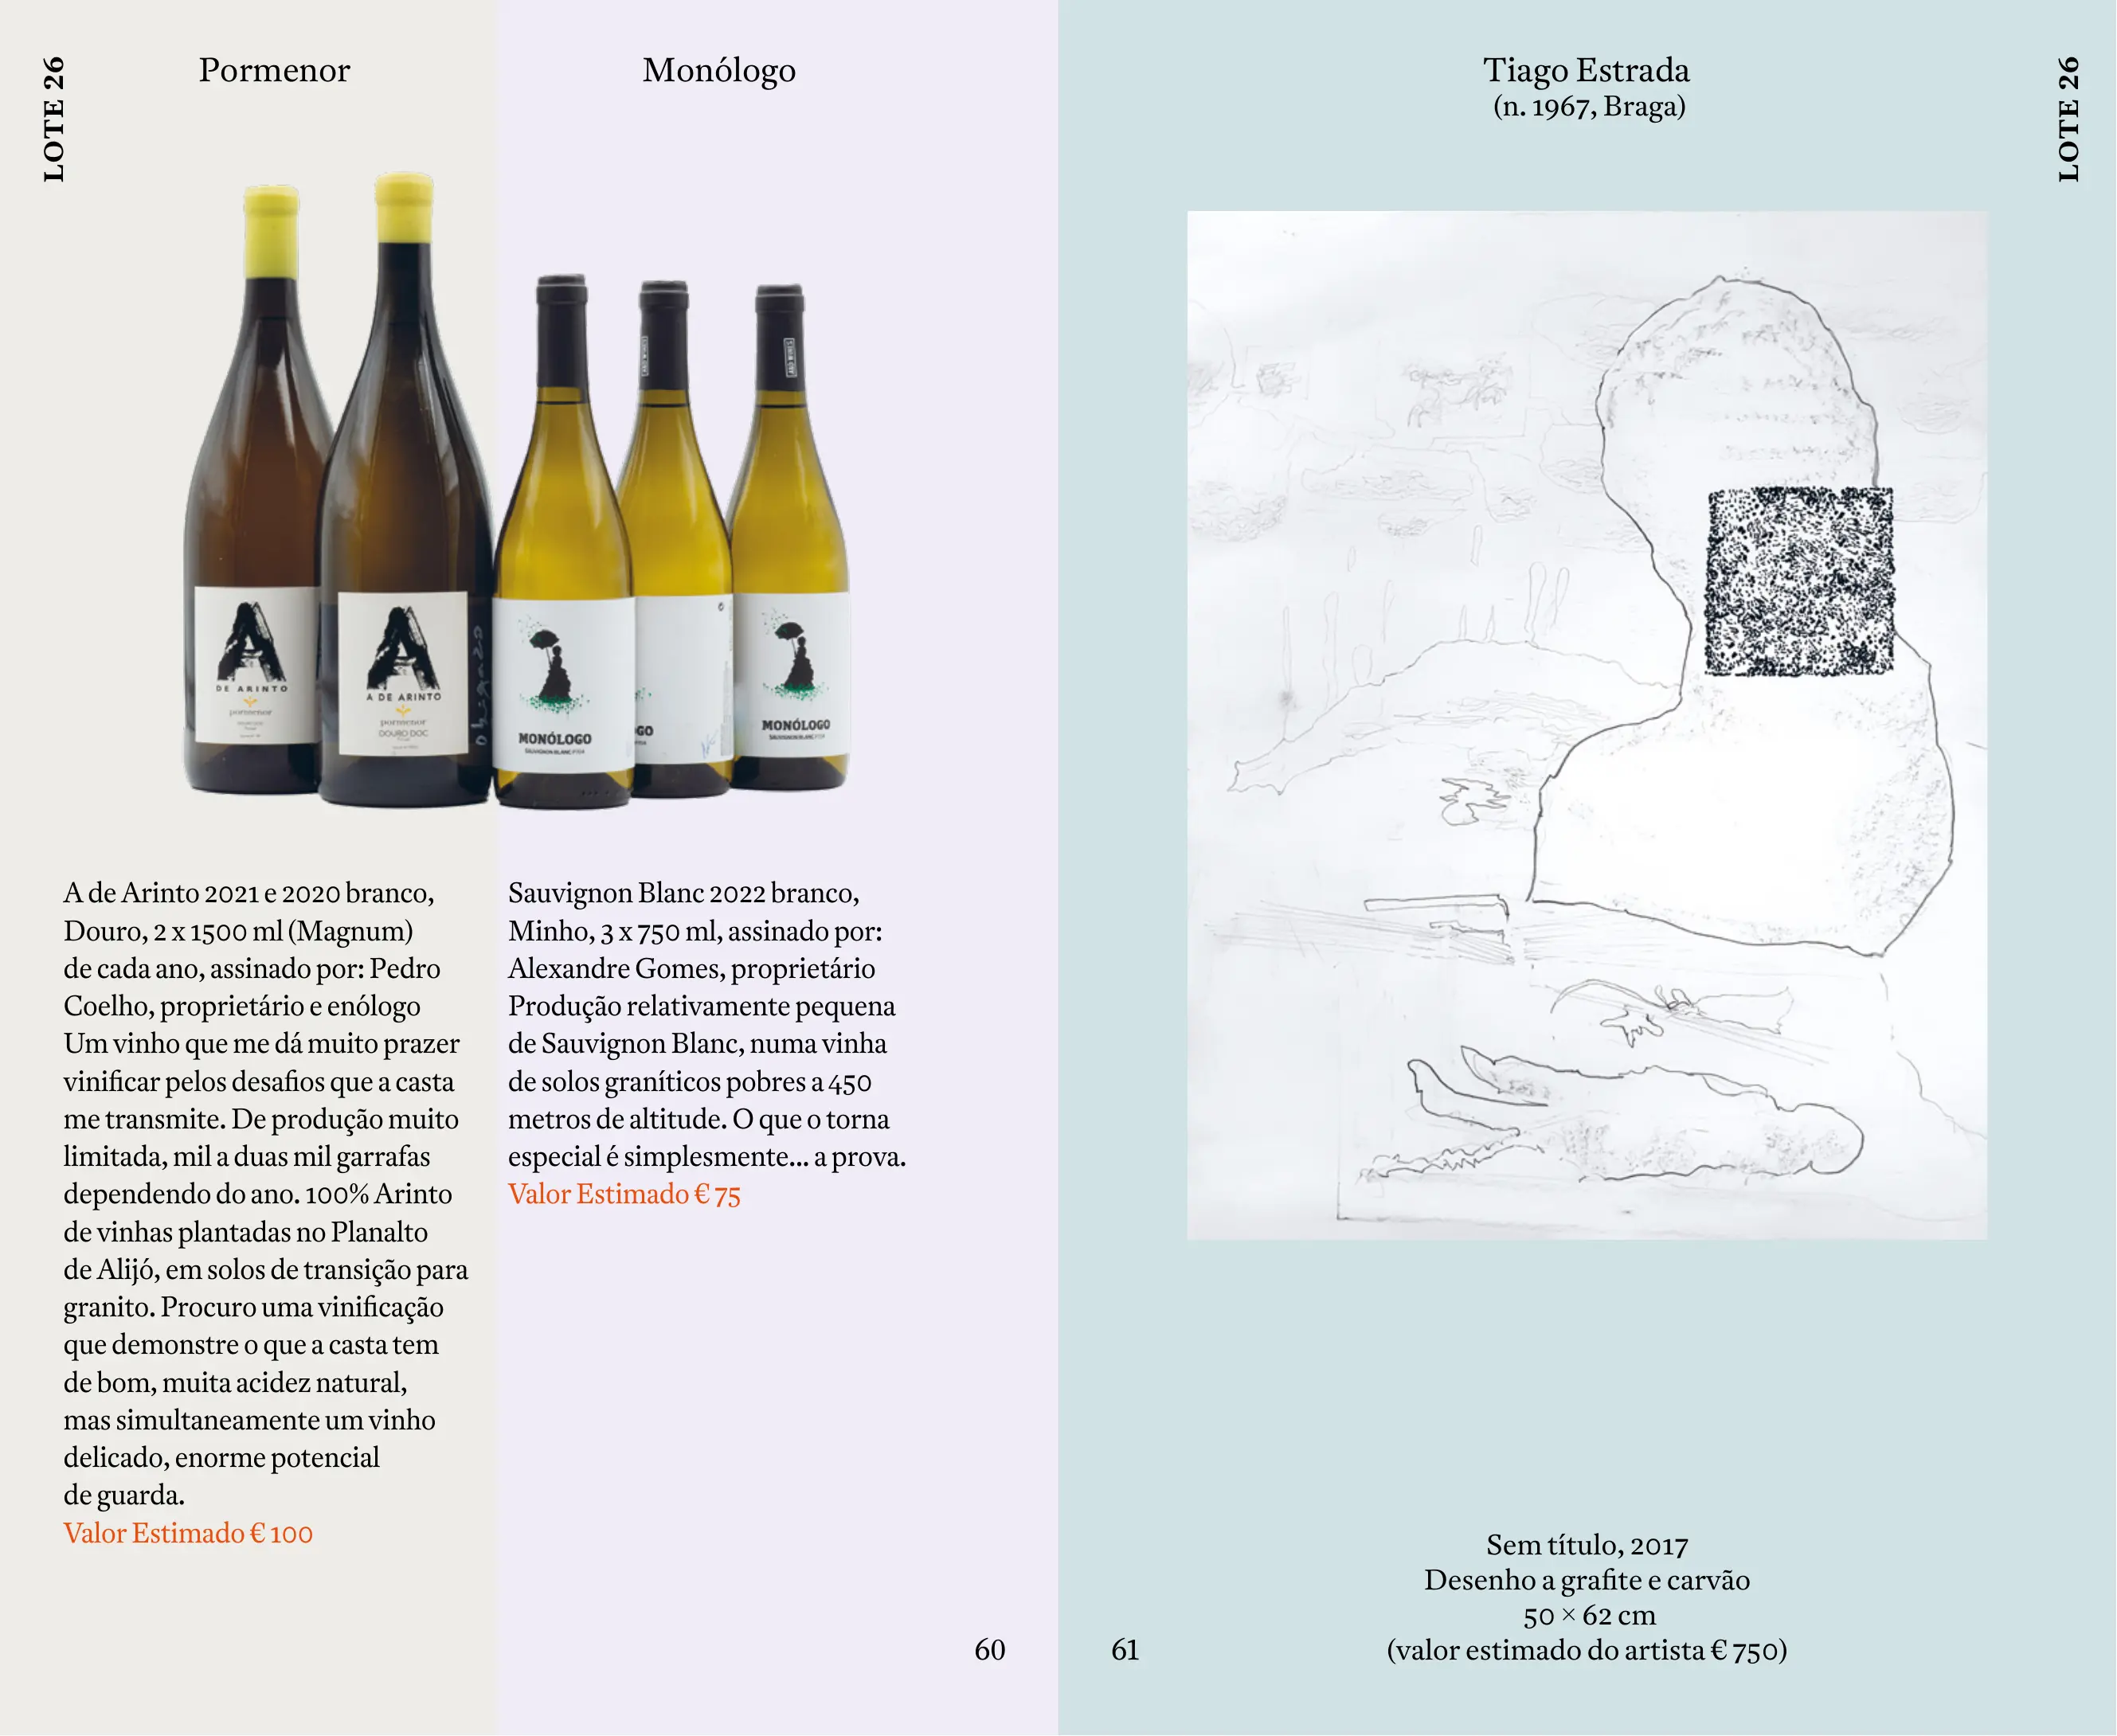 LOTE 26
Pormenor
A
DE ARINTO
pormenor
A
A DE ARINTO
pormenor
DOURO DOC
A de Arinto 2021 e 2020 branco,
Douro, 2 x 1500 ml (Magnum)
de cada ano, assinado por: Pedro
Coelho, proprietário e enólogo
Um vinho que me dá muito prazer
vinificar pelos desafios que a casta
me transmite. De produção muito
limitada, mil a duas mil garrafas
dependendo do ano. 100% Arinto
de vinhas plantadas no Planalto
de Alijó, em solos de transição para
granito. Procuro uma vinificação
que demonstre o que a casta tem
de bom, muita acidez natural,
mas simultaneamente um vinho
delicado, enorme potencial
de guarda.
Valor Estimado € 100
Monólogo
MONÓLOGO
SAUVIGNON BLANC
GO
MONÓLOGO
SAUVIGNON BLANC
Sauvignon Blanc 2022 branco,
Minho, 3 x 750 ml, assinado por:
Alexandre Gomes, proprietário
Produção relativamente pequena
de Sauvignon Blanc, numa vinha
de solos graníticos pobres a 450
metros de altitude. O que o torna
especial é simplesmente... a prova.
Valor Estimado € 75
60
Tiago Estrada
(n. 1967, Braga)
LOTE 26
Sem título, 2017
Desenho a grafite e carvão
50 × 62 cm
(valor estimado do artista € 750)
61